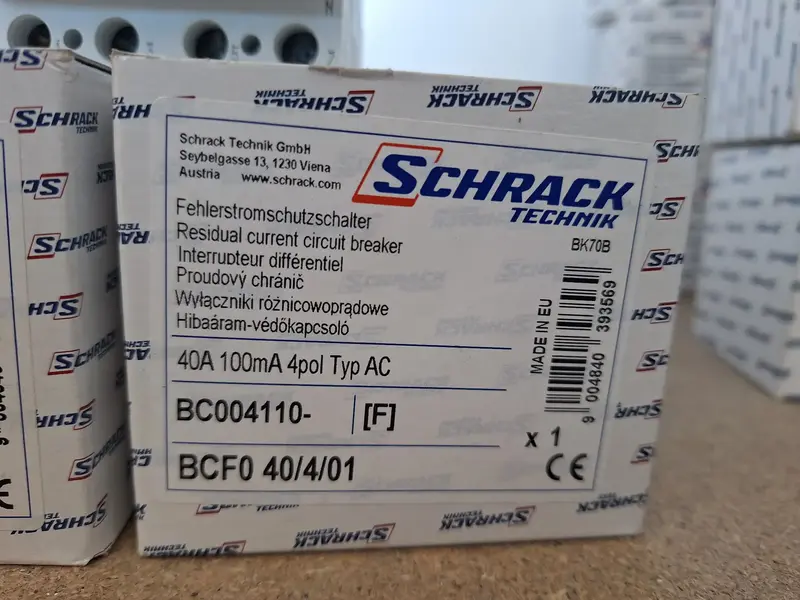 Schrack Technik GmbH
Seybelgasse 13, 1230 Viena
Austria www.schrack.com
SCHRACK
TECHNIK
BK70B
Fehlerstromschutzschalter
Residual current circuit breaker
Interrupteur différentiel
Proudový chránič
Wyłączniki różnicowoprądowe
Hibaáram-védőkapcsoló
40A 100mA 4pol Typ AC
BC004110- [F]
BCF0 40/4/01
MADE IN EU
9 004840 393569
x 1
CE
SCHRACK
TECHNIK